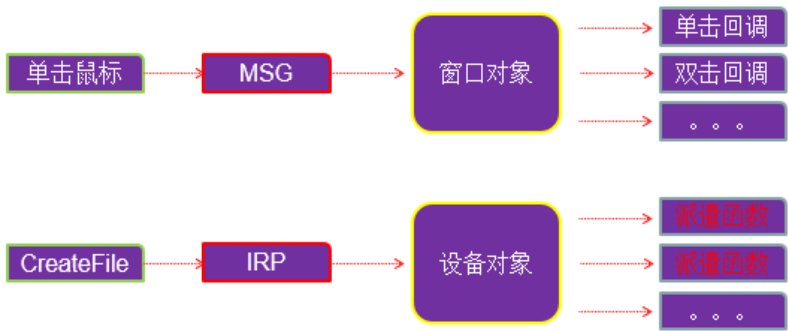 单击回调
单击鼠标
MSG
窗口对象
双击回调
。。。
派遣函数
CreateFile
IRP
设备对象
派遣函数
。。。